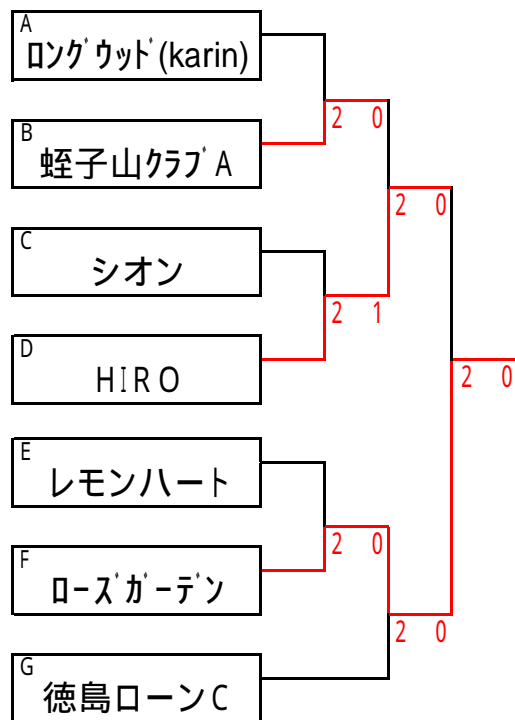 A
ﾛﾝｸﾞｳｯﾄﾞ(karin)
2 0
B
蛭子山ｸﾗﾌﾞA
2 0
C
シオン
2 1
D
HIRO
2 0
E
レモンハート
2 0
F
ﾛｰｽﾞｶﾞｰﾃﾞﾝ
2 0
G
徳島ローンC